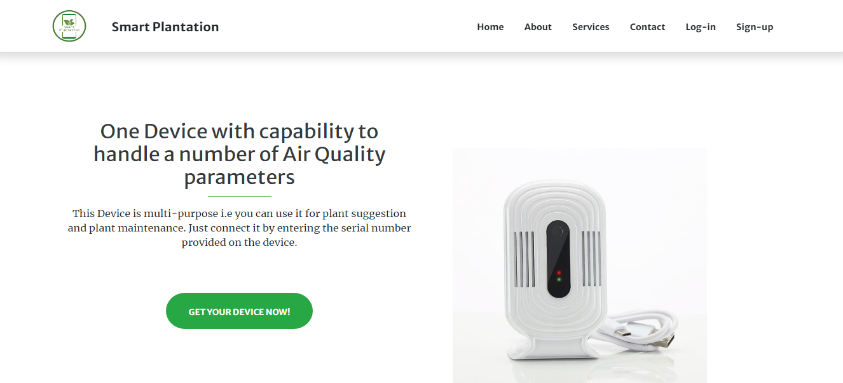 Smart Plantation
Home About Services Contact Log-in Sign-up
One Device with capability to
handle a number of Air Quality
parameters
This Device is multi-purpose i.e you can use it for plant suggestion
and plant maintenance. Just connect it by entering the serial number
provided on the device.
GET YOUR DEVICE NOW!